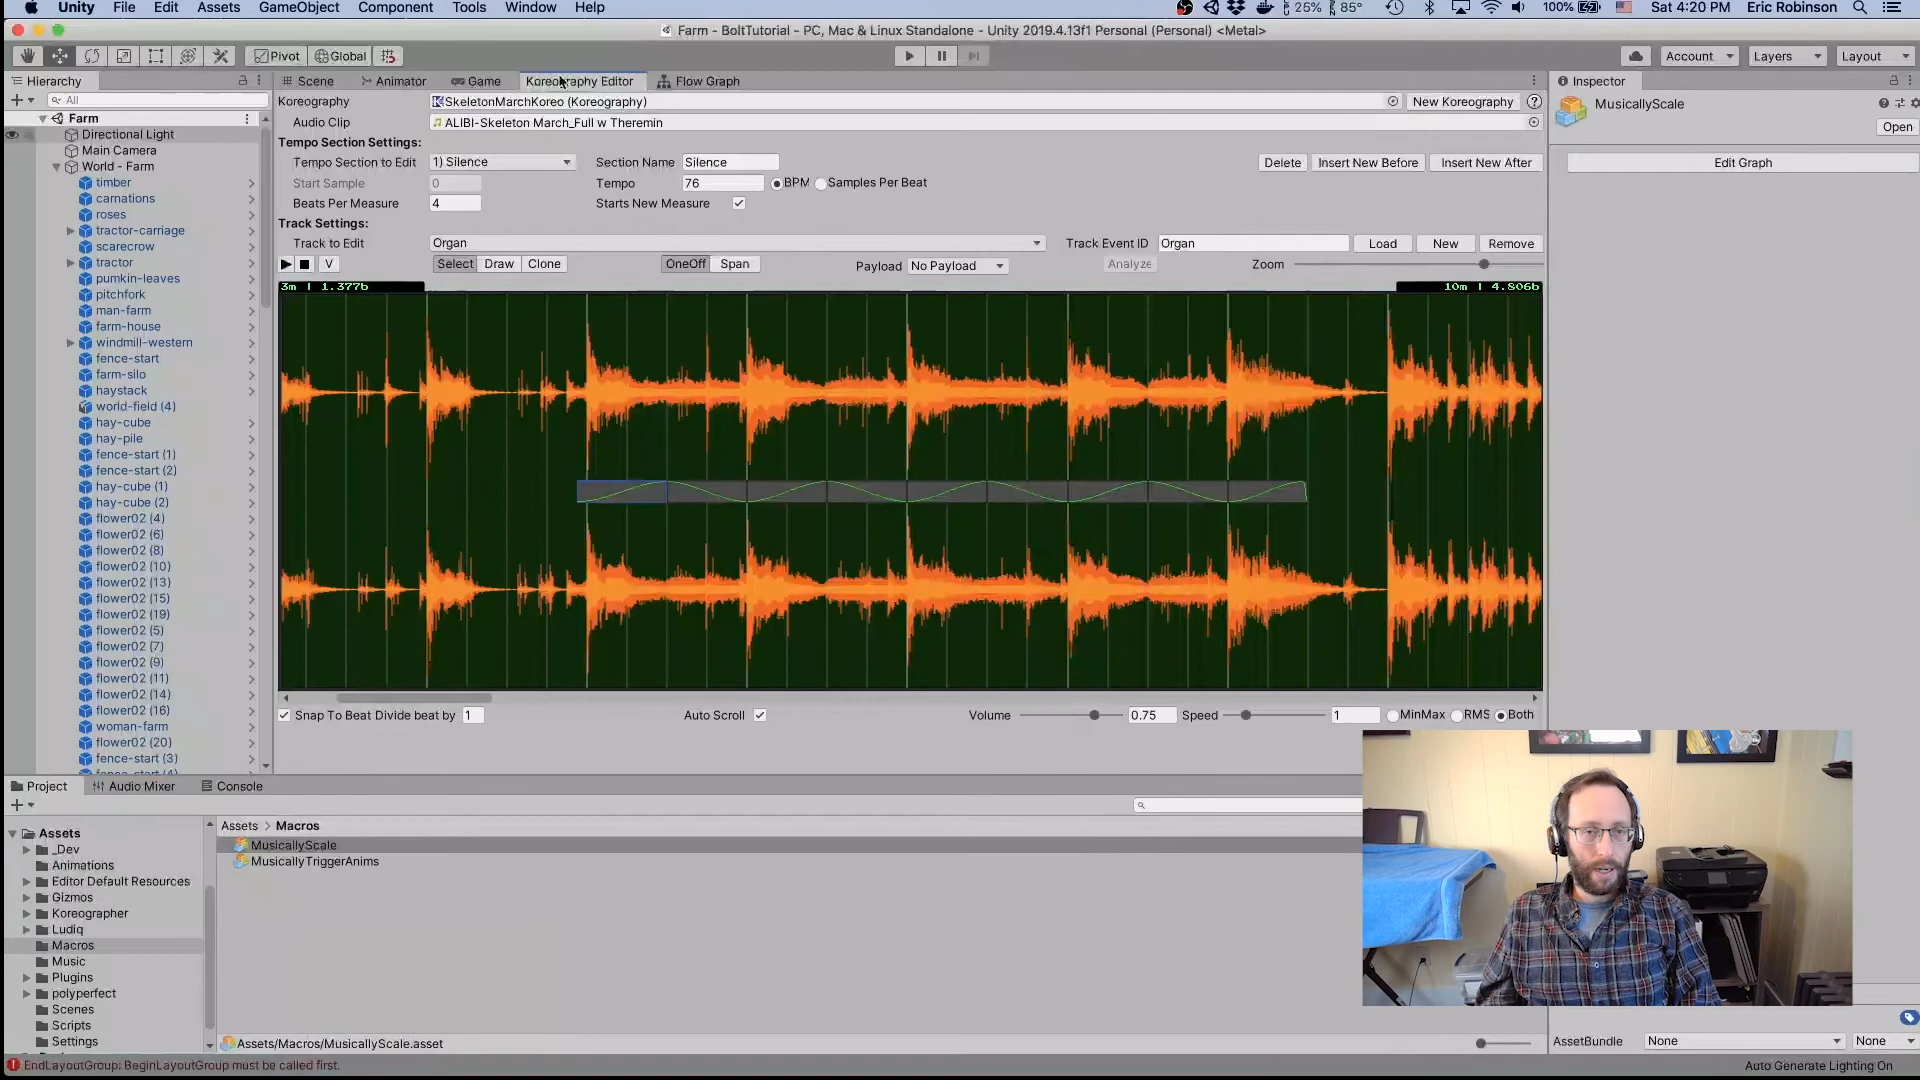 Unity File Edit Assets GameObject Component Tools Window Help 25% 85° 100% Sat 4:20 PM Eric Robinson
Farm - BoltTutorial - PC, Mac & Linux Standalone - Unity 2019.4.13f1 Personal (Personal) <Metal>
Pivot Global Account Layers Layout
Hierarchy Scene Animator Game Koreography Editor Flow Graph Inspector
All
Koreography SkeletonMarchKoreo (Koreography) New Koreography
MusicallyScale
Open
Edit Graph
Audio Clip ALIBI-Skeleton March_Full w Theremin
Tempo Section Settings:
Tempo Section to Edit 1) Silence Section Name Silence Delete Insert New Before Insert New After
Start Sample 0 Tempo 76 BPM Samples Per Beat
Beats Per Measure 4 Starts New Measure
Track Settings:
Track to Edit Organ Track Event ID Organ Load New Remove
V Select Draw Clone OneOff Span Payload No Payload Analyze Zoom
3m | 1.377b 10m | 4.806b
Farm
Directional Light
Main Camera
World - Farm
timber
carnations
roses
tractor-carriage
scarecrow
tractor
pumkin-leaves
pitchfork
man-farm
farm-house
windmill-western
fence-start
farm-silo
haystack
world-field (4)
hay-cube
hay-pile
fence-start (1)
fence-start (2)
hay-cube (1)
hay-cube (2)
flower02 (4)
flower02 (6)
flower02 (8)
flower02 (10)
flower02 (13)
flower02 (15)
flower02 (19)
flower02 (5)
flower02 (7)
flower02 (9)
flower02 (11)
flower02 (14)
flower02 (16)
woman-farm
flower02 (20)
fence-start (3)
fence-start (4)
Snap To Beat Divide beat by 1 Auto Scroll Volume 0.75 Speed 1 MinMax RMS Both
Project Audio Mixer Console
Assets
_Dev
Animations
Editor Default Resources
Gizmos
Koreographer
Ludiq
Macros
Music
Plugins
polyperfect
Scenes
Scripts
Settings
Assets > Macros
MusicallyScale
MusicallyTriggerAnims
Assets/Macros/MusicallyScale.asset
AssetBundle None None
EndLayoutGroup: BeginLayoutGroup must be called first.
Auto Generate Lighting On